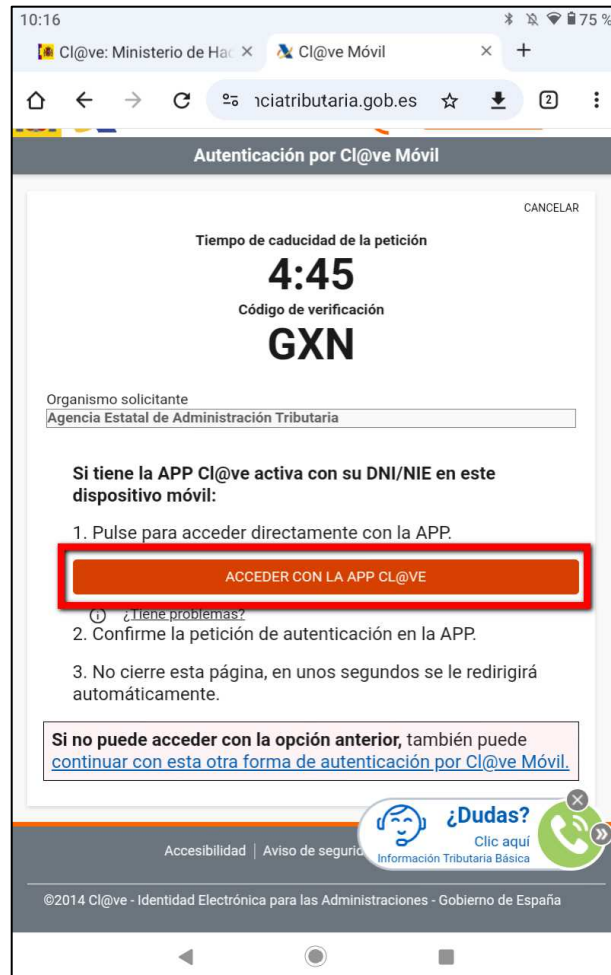 10:16
75 %
Cl@ve: Ministerio de Hac
Cl@ve Móvil
nciatributaria.gob.es
2
Autenticación por Cl@ve Móvil
CANCELAR
Tiempo de caducidad de la petición
4:45
Código de verificación
GXN
Organismo solicitante
Agencia Estatal de Administración Tributaria
Si tiene la APP Cl@ve activa con su DNI/NIE en este
dispositivo móvil:
1. Pulse para acceder directamente con la APP.
ACCEDER CON LA APP CL@VE
¿Tiene problemas?
2. Confirme la petición de autenticación en la APP.
3. No cierre esta página, en unos segundos se le redirigirá
automáticamente.
Si no puede acceder con la opción anterior, también puede
continuar con esta otra forma de autenticación por Cl@ve Móvil.
¿Dudas?
Clic aquí
Información Tributaria Básica
Accesibilidad | Aviso de segurid
©2014 Cl@ve - Identidad Electrónica para las Administraciones - Gobierno de España